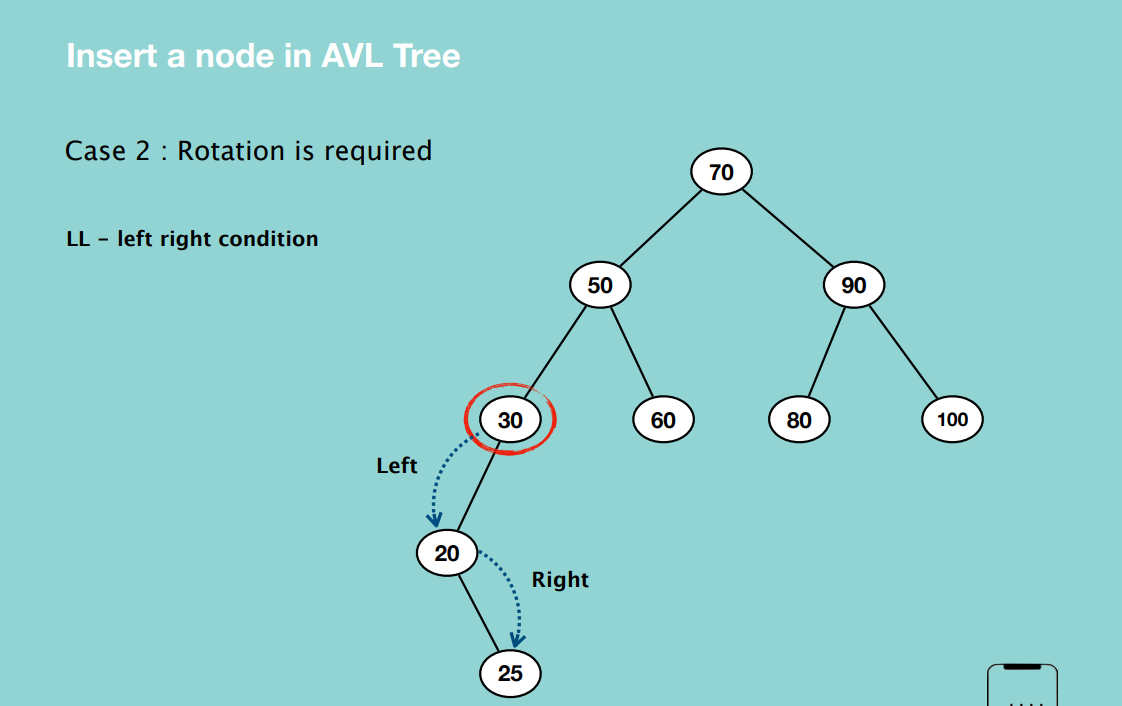 Insert a node in AVL Tree
Case 2 : Rotation is required
70
LL – left right condition
50
90
30
60
80
100
Left
20
Right
25